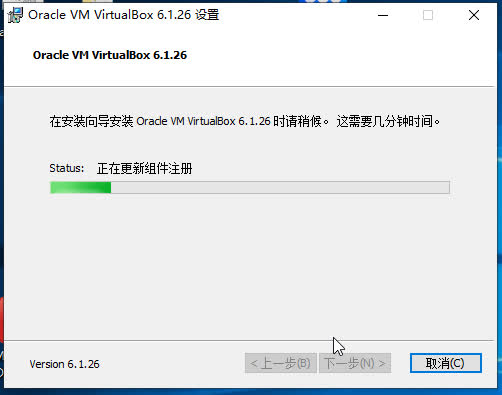 Oracle VM VirtualBox 6.1.26 设置
Oracle VM VirtualBox 6.1.26
在安装向导安装 Oracle VM VirtualBox 6.1.26 时请稍候。 这需要几分钟时间。
Status: 正在更新组件注册
Version 6.1.26
< 上一步(B) 下一步(N) > 取消(C)